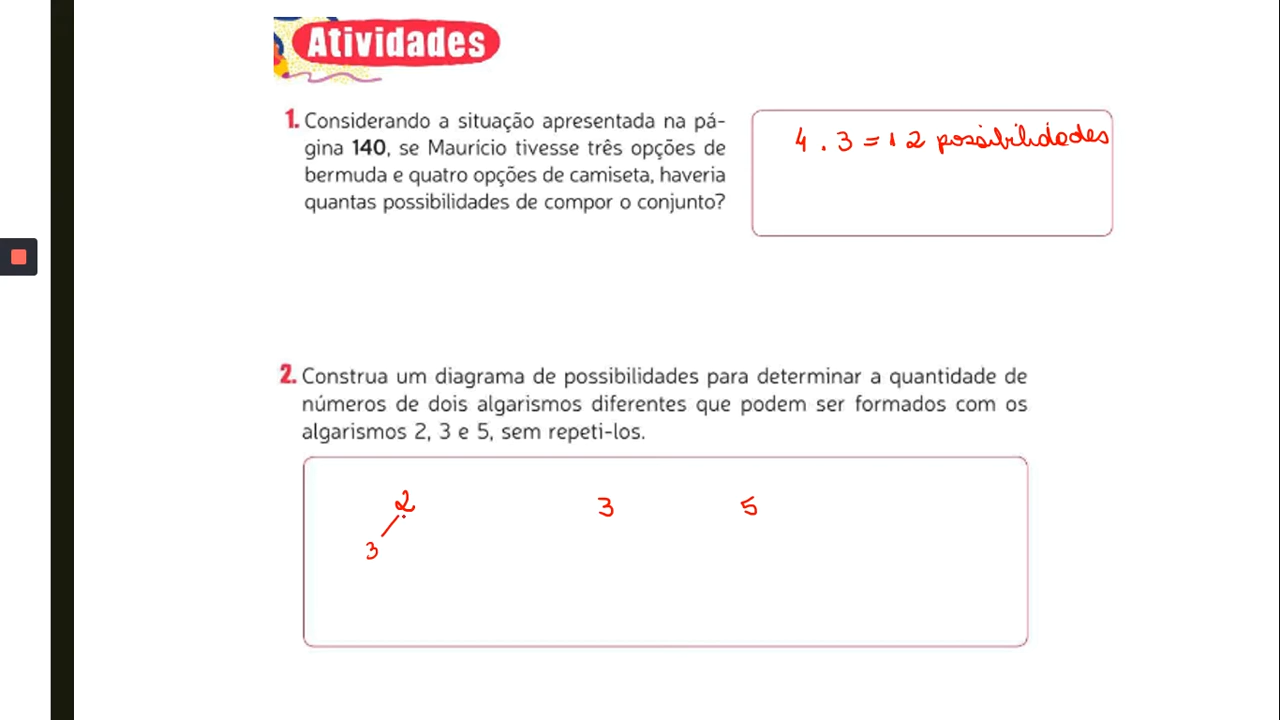 Atividades
1. Considerando a situação apresentada na pá-
gina 140, se Maurício tivesse três opções de
bermuda e quatro opções de camiseta, haveria
quantas possibilidades de compor o conjunto?
4 . 3 = 12 possibilidades
2. Construa um diagrama de possibilidades para determinar a quantidade de
números de dois algarismos diferentes que podem ser formados com os
algarismos 2, 3 e 5, sem repeti-los.
2 3 5
3